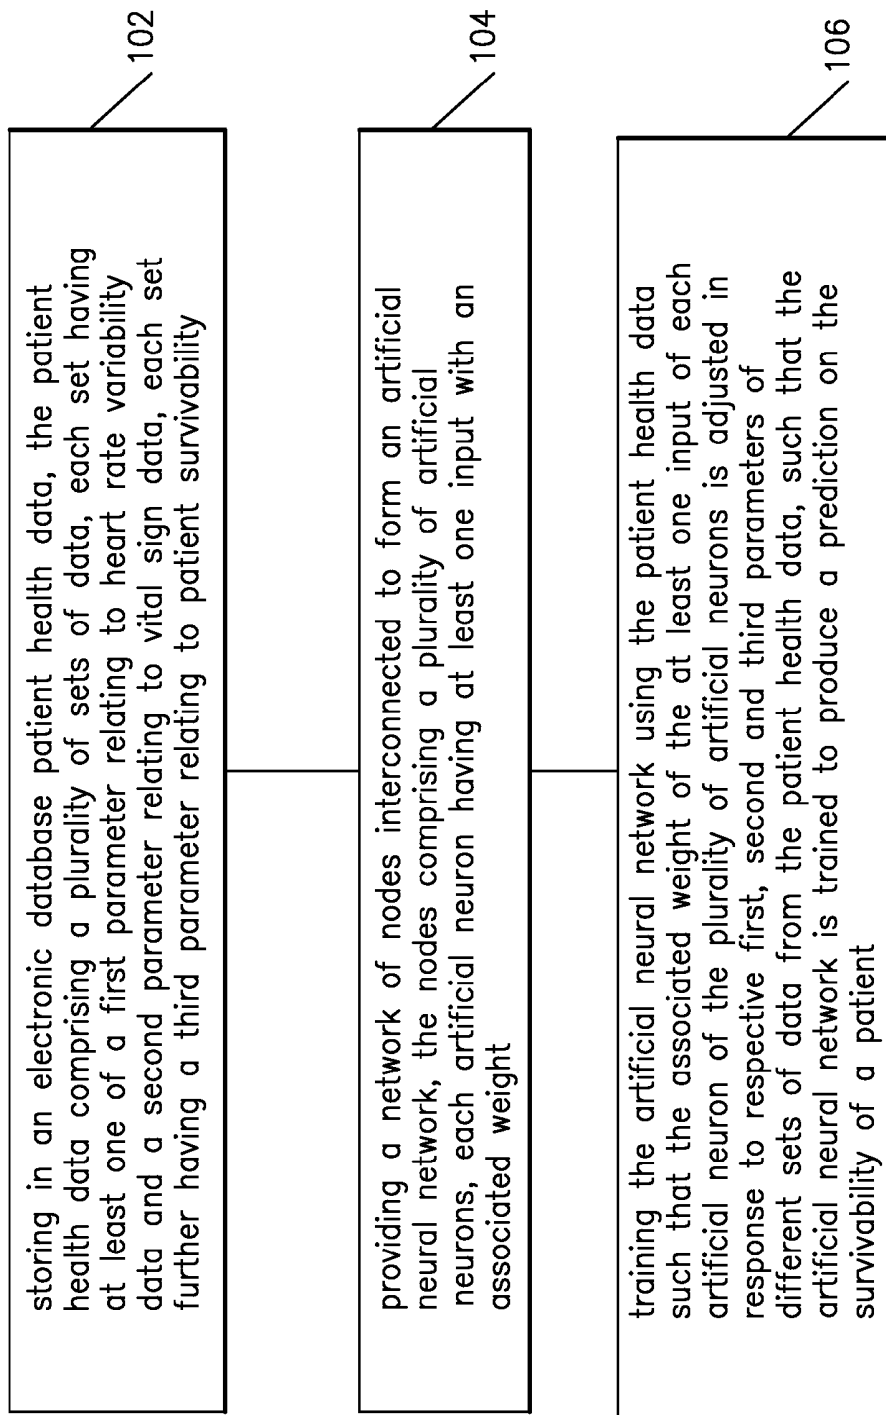 102
storing in an electronic database patient health data, the patient
health data comprising a plurality of sets of data, each set having
at least one of a first parameter relating to heart rate variability
data and a second parameter relating to vital sign data, each set
further having a third parameter relating to patient survivability
104
providing a network of nodes interconnected to form an artificial
neural network, the nodes comprising a plurality of artificial
neurons, each artificial neuron having at least one input with an
associated weight
106
training the artificial neural network using the patient health data
such that the associated weight of the at least one input of each
artificial neuron of the plurality of artificial neurons is adjusted in
response to respective first, second and third parameters of
different sets of data from the patient health data, such that the
artificial neural network is trained to produce a prediction on the
survivability of a patient